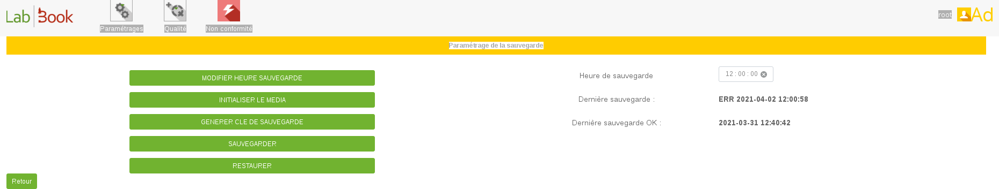 Lab Book
Paramétrages
Qualité
Non conformité
root
Ad
Paramétrage de la sauvegarde
MODIFIER HEURE SAUVEGARDE
INITIALISER LE MEDIA
GENERER CLE DE SAUVEGARDE
SAUVEGARDER
RESTAURER
Heure de sauvegarde
12 : 00 : 00
Dernière sauvegarde :
ERR 2021-04-02 12:00:58
Dernière sauvegarde OK :
2021-03-31 12:40:42
Retour